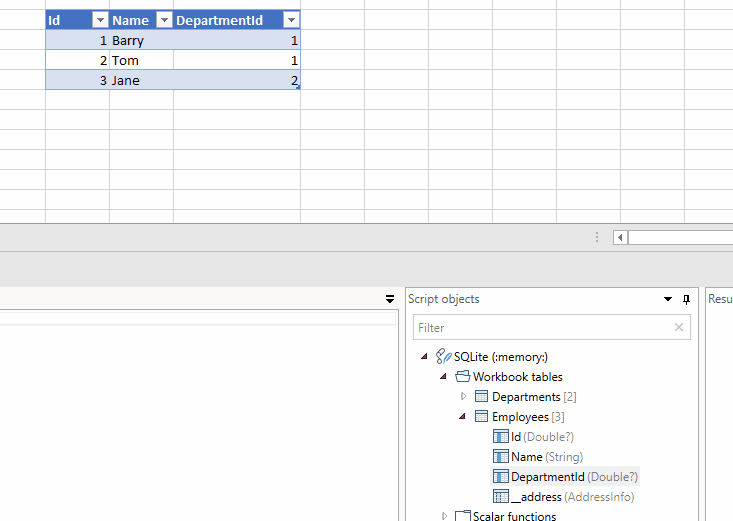 Id Name DepartmentId
1 Barry 1
2 Tom 1
3 Jane 2
Script objects
Resu
Filter
SQLite (:memory:)
Workbook tables
Departments [2]
Employees [3]
Id (Double?)
Name (String)
DepartmentId (Double?)
__address (AddressInfo)
Scalar functions